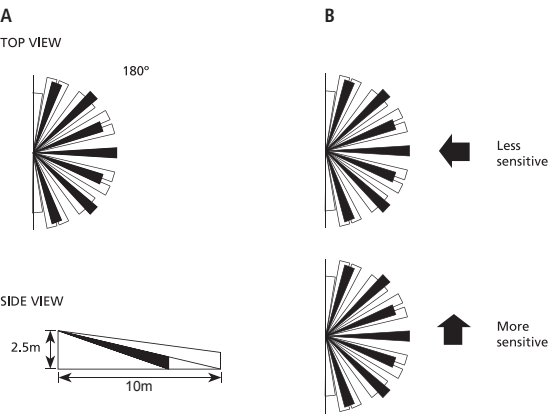 A
TOP VIEW
180°
SIDE VIEW
2.5m
10m
B
Less
sensitive
More
sensitive